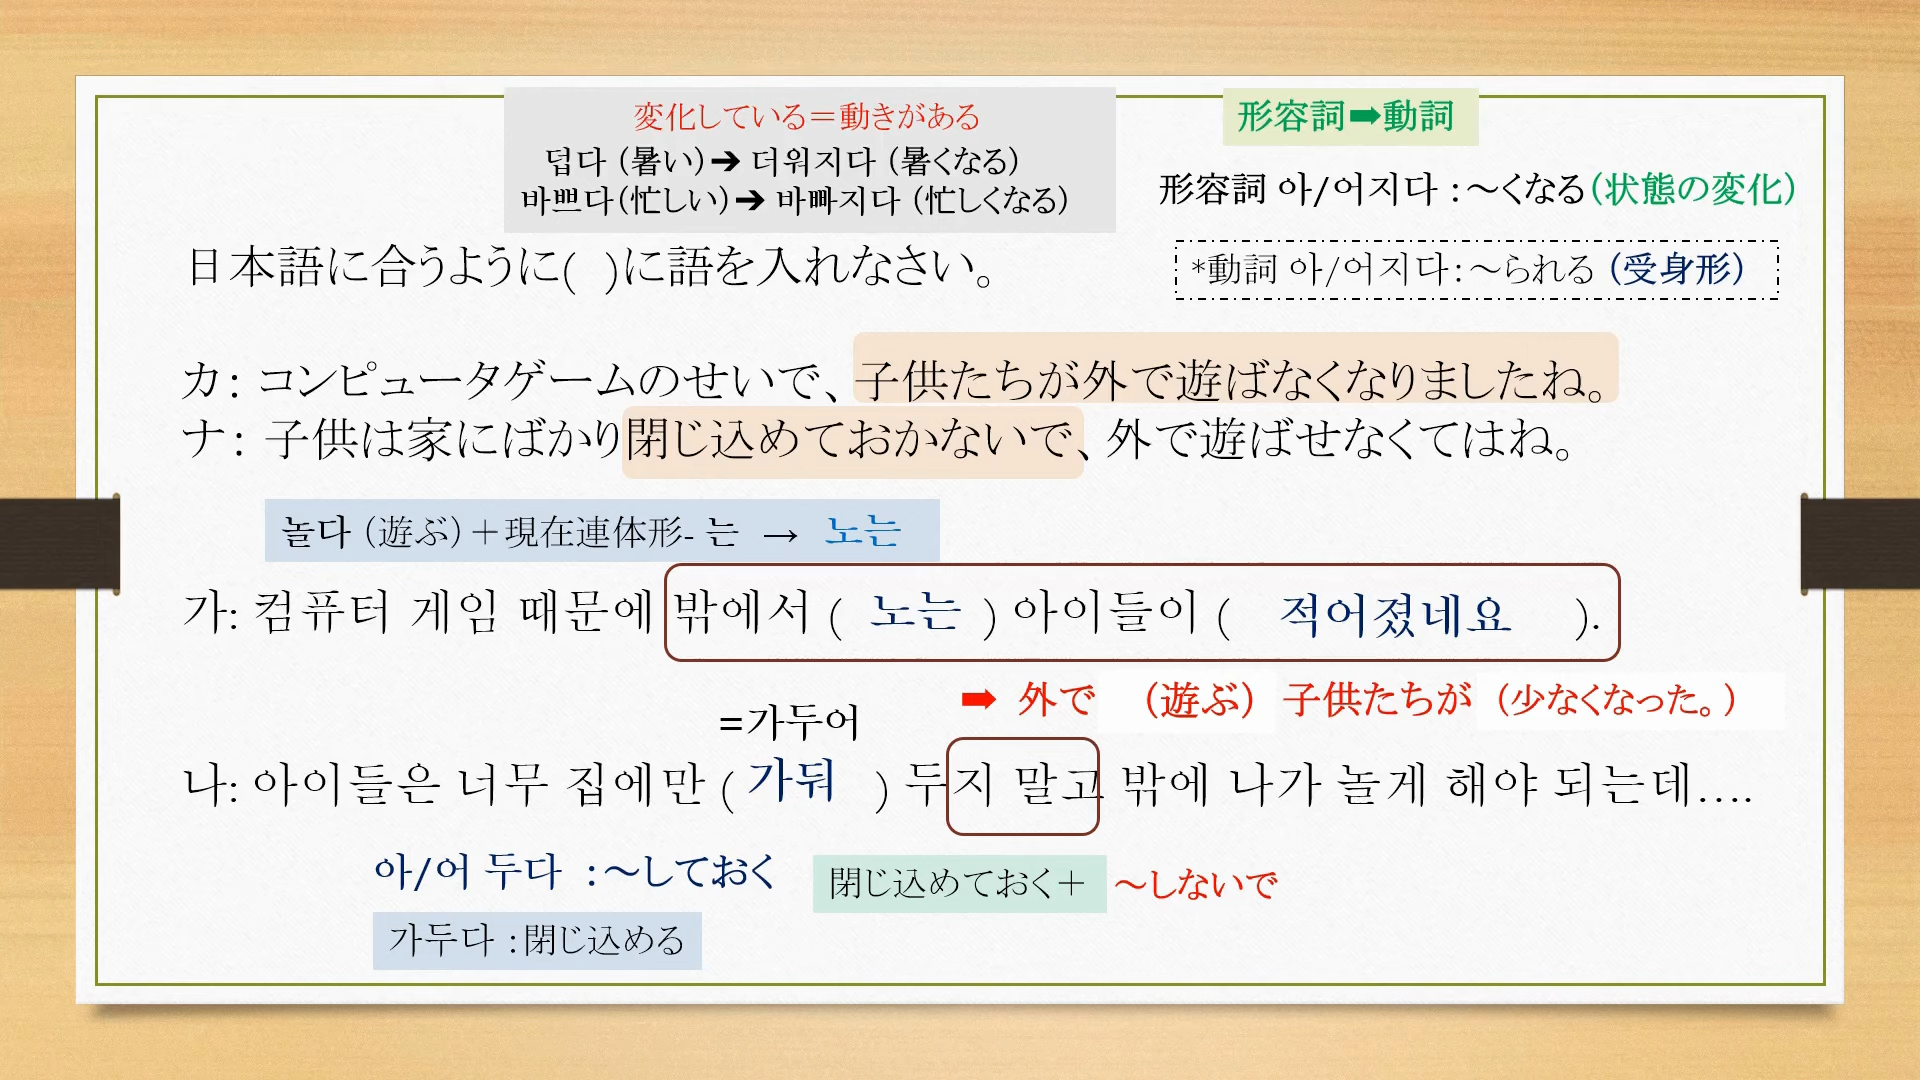 変化している＝動きがある
덥다（暑い）➔ 더워지다（暑くなる）
바쁘다（忙しい）➔ 바빠지다（忙しくなる）
形容詞➡動詞
形容詞 아/어지다：～くなる（状態の変化）
*動詞 아/어지다：～られる（受身形）
日本語に合うように( )に語を入れなさい。
カ：コンピュータゲームのせいで、子供たちが外で遊ばなくなりましたね。
ナ：子供は家にばかり閉じ込めておかないで、外で遊ばせなくてはね。
놀다（遊ぶ）＋現在連体形- 는 → 노는
가: 컴퓨터 게임 때문에 밖에서 ( 노는 ) 아이들이 ( 적어졌네요 ).
➡ 外で （遊ぶ）子供たちが（少なくなった。）
=가두어
나: 아이들은 너무 집에만 ( 가둬 ) 두지 말고 밖에 나가 놀게 해야 되는데....
아/어 두다 ：～しておく
閉じ込めておく＋ ～しないで
가두다：閉じ込める